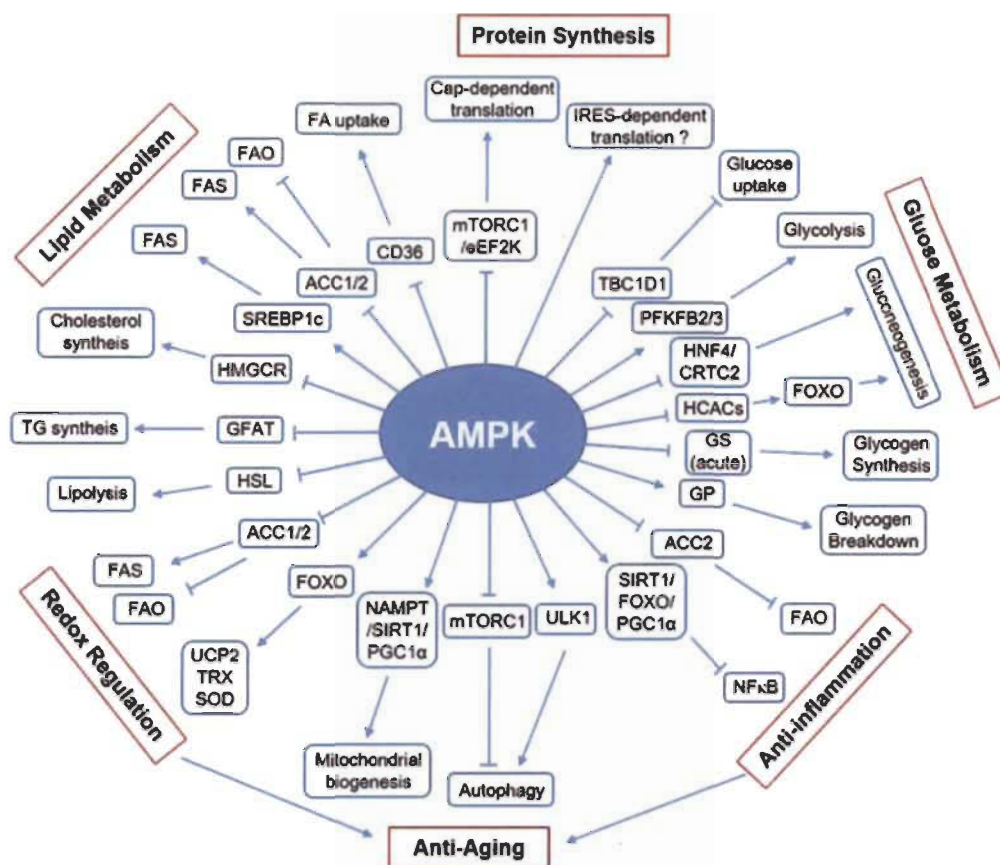 Protein Synthesis
Cap-dependent
translation
IRES-dependent
translation ?
FA uptake
FAO
FAS
FAS
Lipid Metabolism
Glucose
uptake
Glycolysis
Gluose Metabolism
Gluconeogenesis
mTORC1
/eEF2K
CD36
ACC1/2
SREBP1c
TBC1D1
PFKFB2/3
HNF4/
CRTC2
Cholesterol
syntheis
HMGCR
HCACs
FOXO
TG syntheis
GFAT
AMPK
GS
(acute)
Glycogen
Synthesis
Lipolysis
HSL
GP
Glycogen
Breakdown
ACC1/2
ACC2
FAS
FAO
FOXO
NAMPT
/SIRT1/
PGC1α
mTORC1
ULK1
SIRT1/
FOXO/
PGC1α
FAO
Redox Regulation
UCP2
TRX
SOD
NFκB
Anti-inflammation
Mitochondrial
biogenesis
Autophagy
Anti-Aging